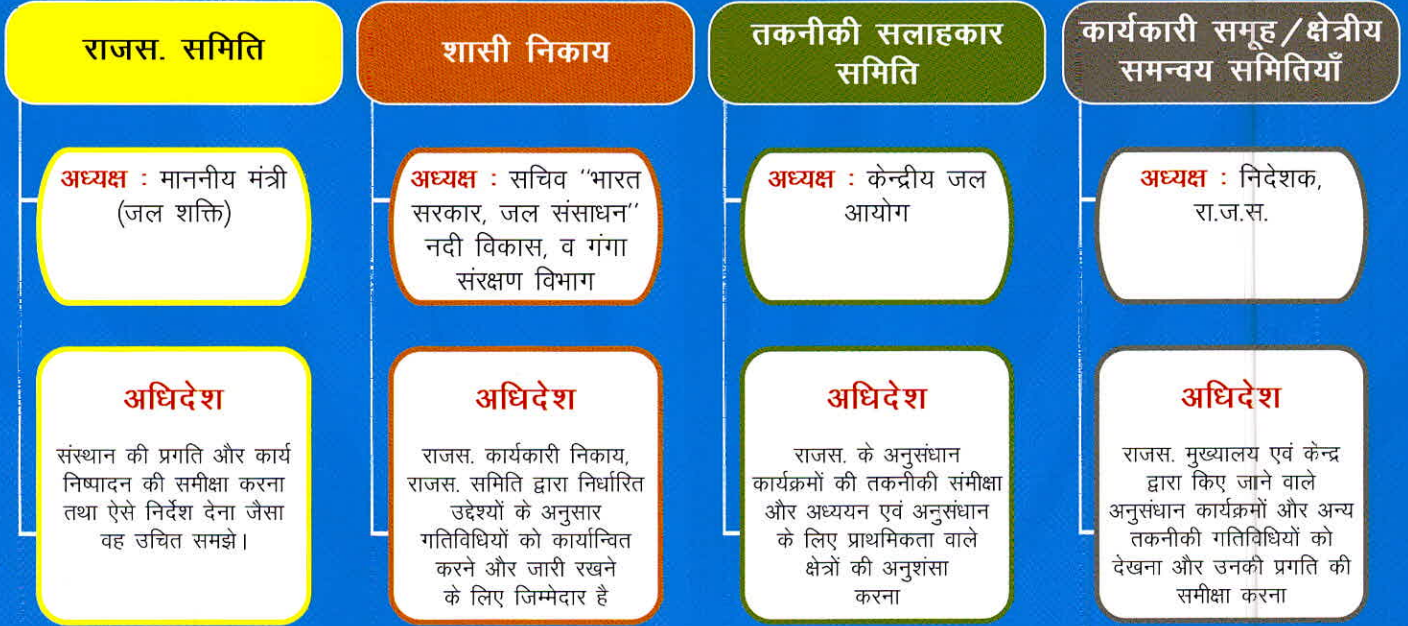 राजस. समिति
अध्यक्ष : माननीय मंत्री
(जल शक्ति)
अधिदेश
संस्थान की प्रगति और कार्य
निष्पादन की समीक्षा करना
तथा ऐसे निर्देश देना जैसा
वह उचित समझे।
शासी निकाय
अध्यक्ष : सचिव ‘‘भारत
सरकार, जल संसाधन’’
नदी विकास, व गंगा
संरक्षण विभाग
अधिदेश
राजस. कार्यकारी निकाय,
राजस. समिति द्वारा निर्धारित
उद्देश्यों के अनुसार
गतिविधियों को कार्यान्वित
करने और जारी रखने
के लिए जिम्मेदार है
तकनीकी सलाहकार
समिति
अध्यक्ष : केन्द्रीय जल
आयोग
अधिदेश
राजस. के अनुसंधान
कार्यक्रमों की तकनीकी संमीक्षा
और अध्ययन एवं अनुसंधान
के लिए प्राथमिकता वाले
क्षेत्रों की अनुशंसा
करना
कार्यकारी समूह/क्षेत्रीय
समन्वय समितियाँ
अध्यक्ष : निदेशक,
रा.ज.स.
अधिदेश
राजस. मुख्यालय एवं केन्द्र
द्वारा किए जाने वाले
अनुसंधान कार्यक्रमों और अन्य
तकनीकी गतिविधियों को
देखना और उनकी प्रगति की
समीक्षा करना